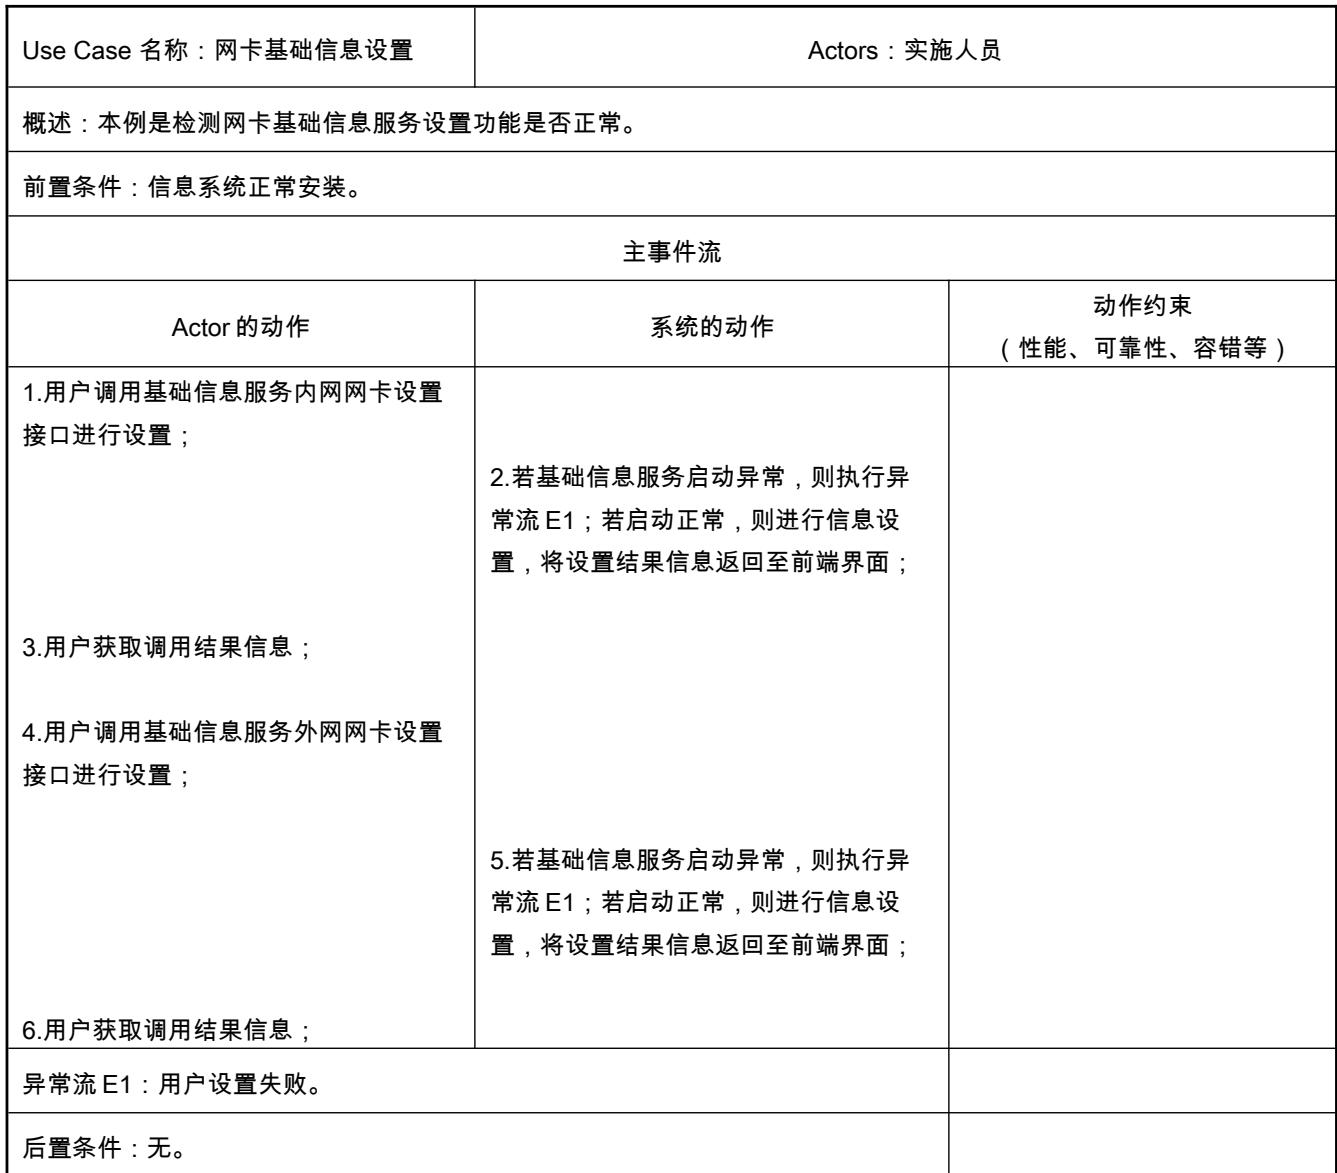 Use Case 名称：网卡基础信息设置
Actors：实施人员
概述：本例是检测网卡基础信息服务设置功能是否正常。
前置条件：信息系统正常安装。
主事件流
Actor 的动作
系统的动作
动作约束
（性能、可靠性、容错等）
1.用户调用基础信息服务内网网卡设置
接口进行设置；
2.若基础信息服务启动异常，则执行异
常流 E1；若启动正常，则进行信息设
置，将设置结果信息返回至前端界面；
3.用户获取调用结果信息；
4.用户调用基础信息服务外网网卡设置
接口进行设置；
5.若基础信息服务启动异常，则执行异
常流 E1；若启动正常，则进行信息设
置，将设置结果信息返回至前端界面；
6.用户获取调用结果信息；
异常流 E1：用户设置失败。
后置条件：无。